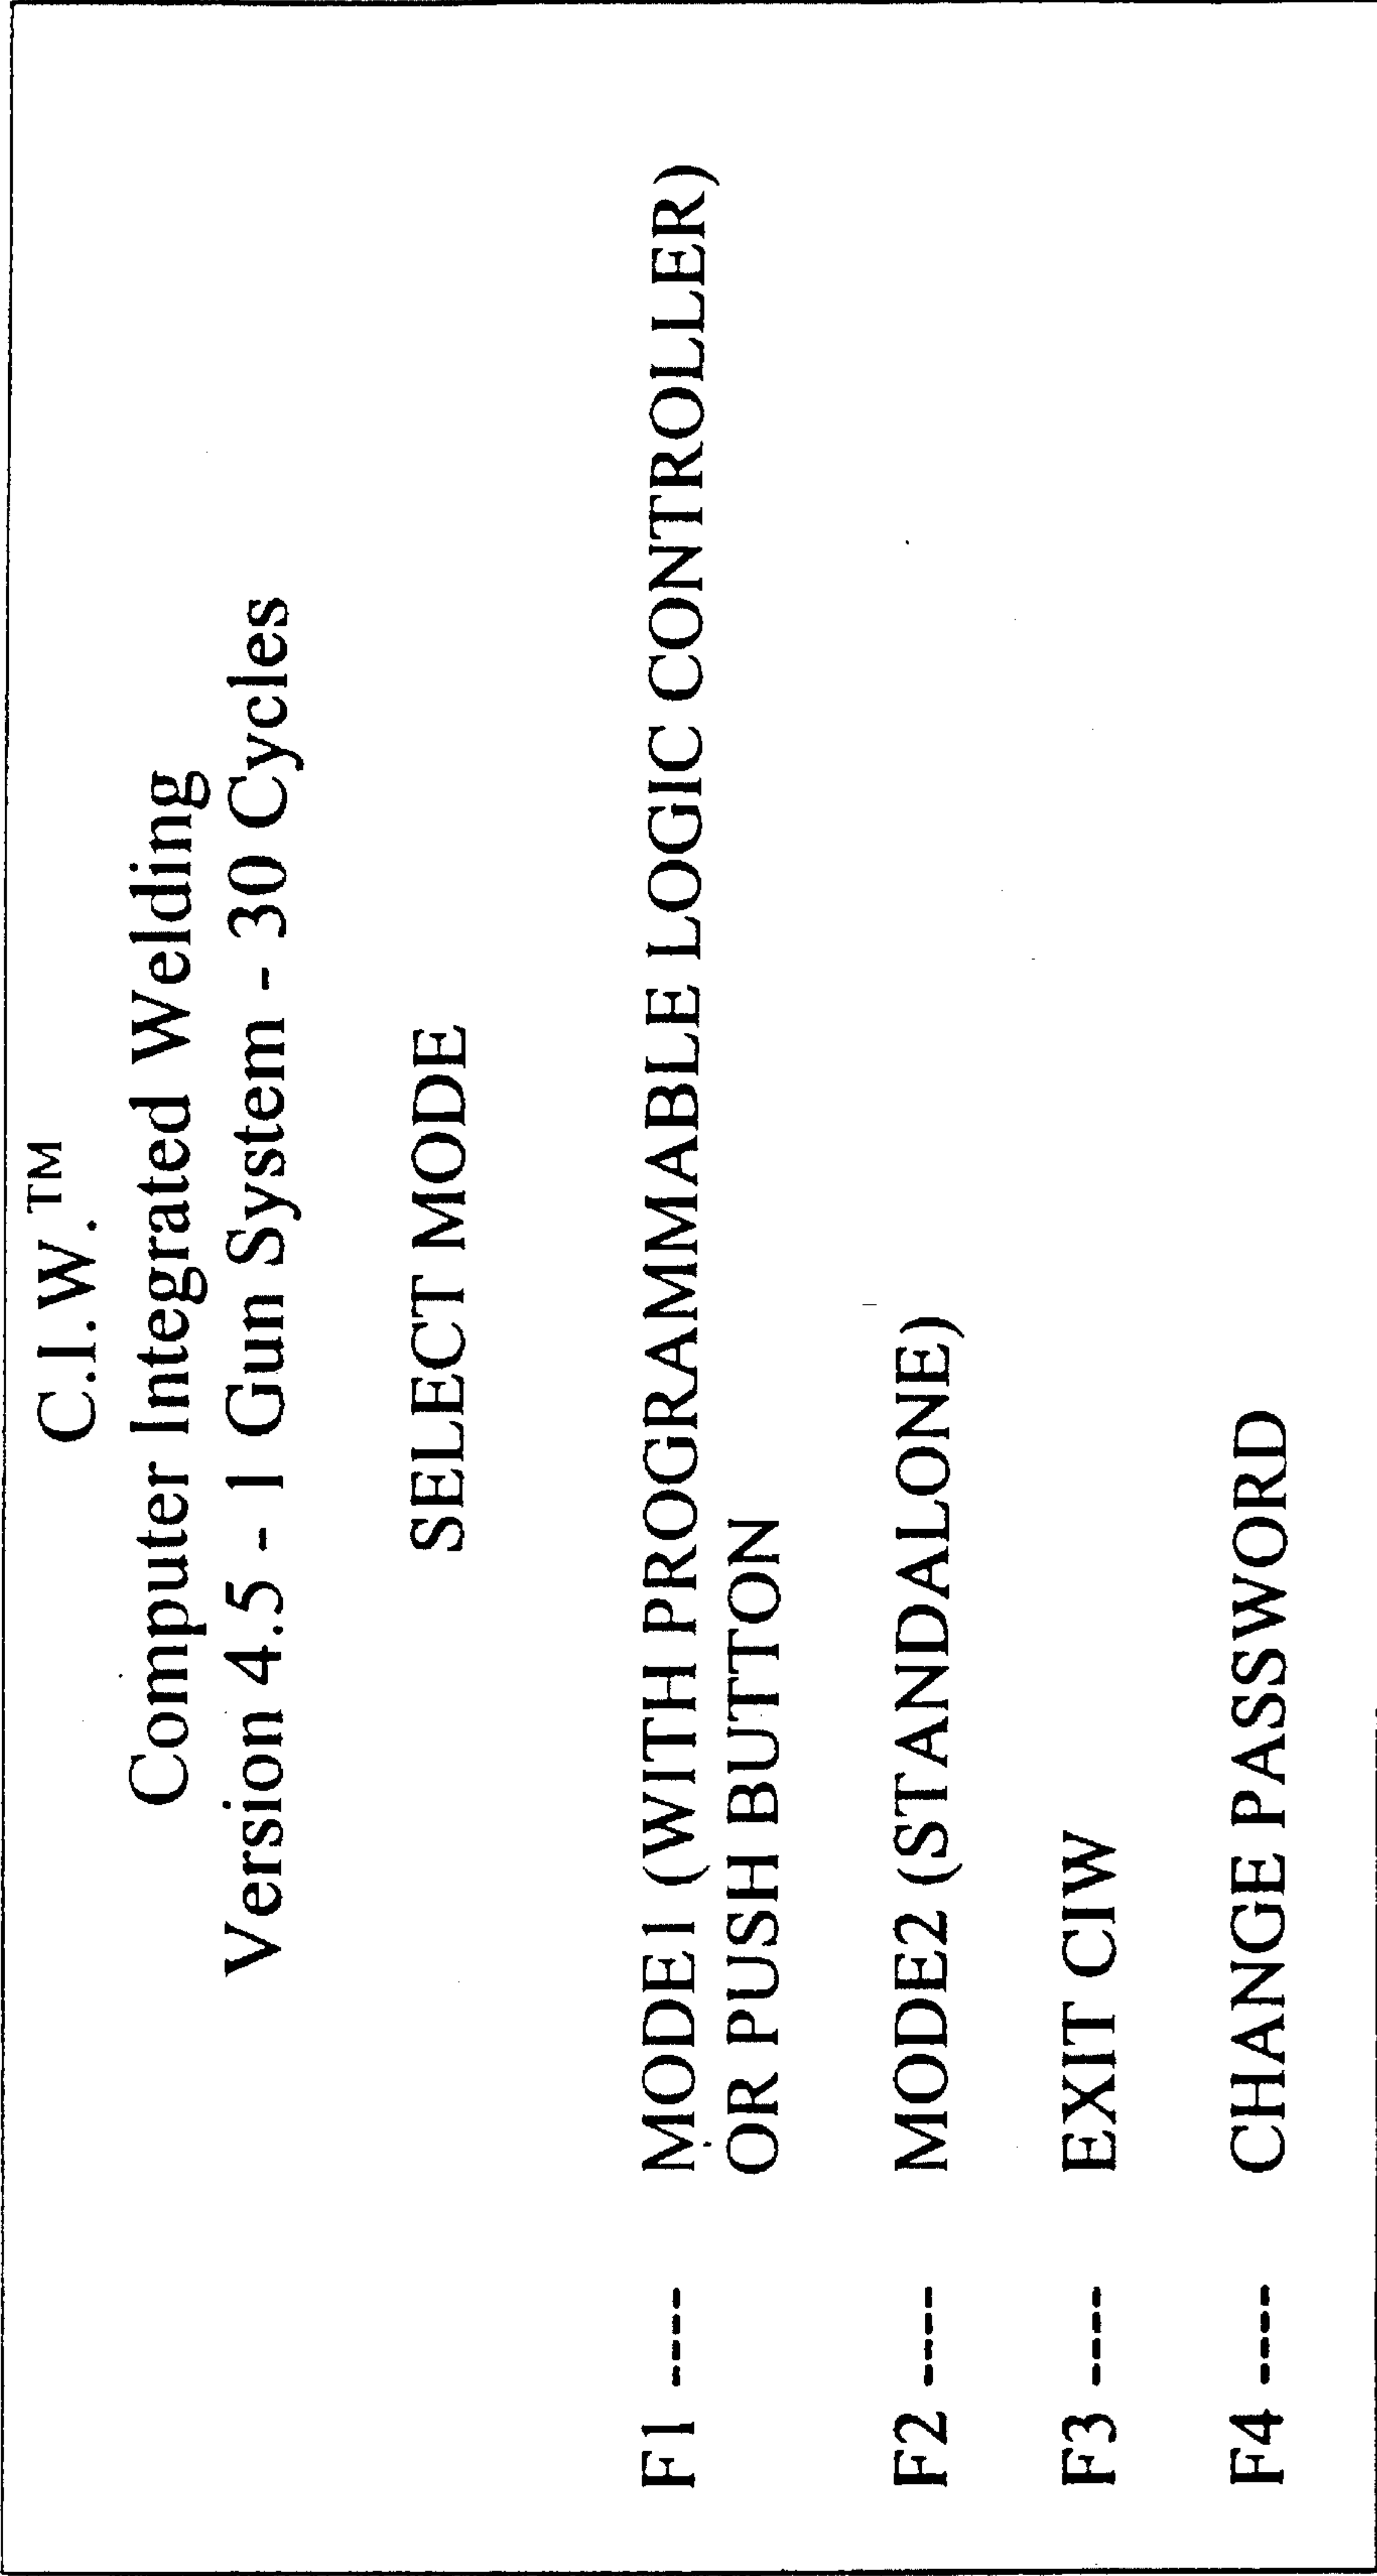 C.I.W.™
Computer Integrated Welding
Version 4.5 - 1 Gun System - 30 Cycles
SELECT MODE
F1 ---- MODE1 (WITH PROGRAMMABLE LOGIC CONTROLLER)
OR PUSH BUTTON
F2 ---- MODE2 (STANDALONE)
F3 ---- EXIT CIW
F4 ---- CHANGE PASSWORD